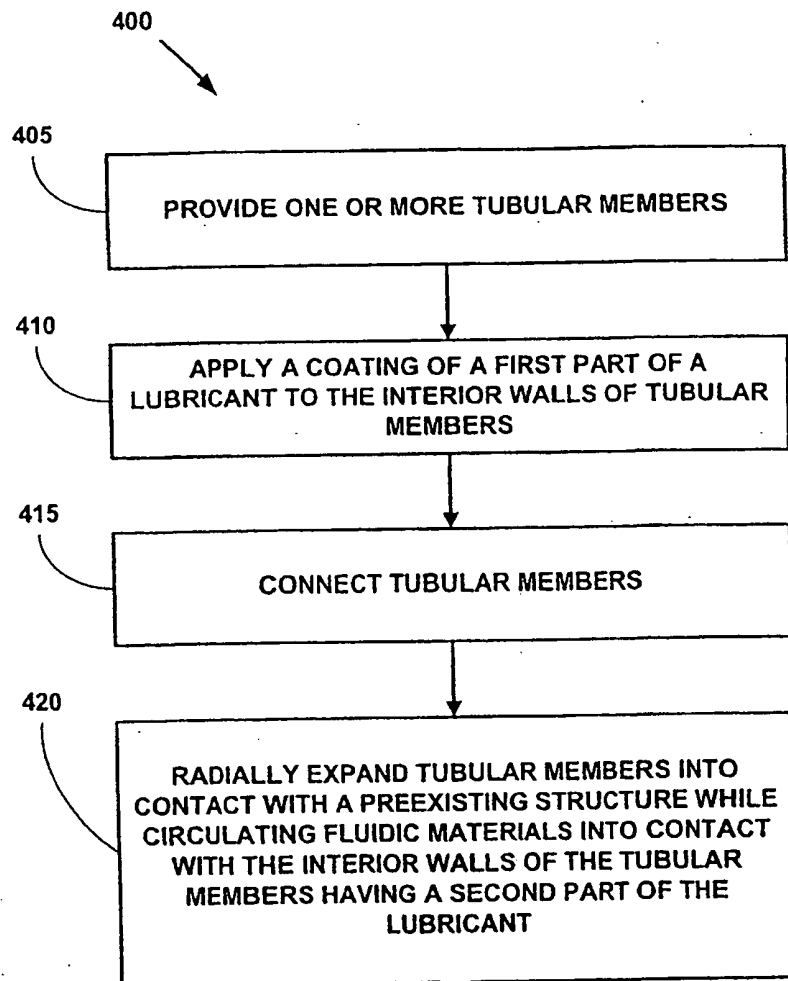 400
405
PROVIDE ONE OR MORE TUBULAR MEMBERS
410
APPLY A COATING OF A FIRST PART OF A
LUBRICANT TO THE INTERIOR WALLS OF TUBULAR
MEMBERS
415
CONNECT TUBULAR MEMBERS
420
RADIALLY EXPAND TUBULAR MEMBERS INTO
CONTACT WITH A PREEXISTING STRUCTURE WHILE
CIRCULATING FLUIDIC MATERIALS INTO CONTACT
WITH THE INTERIOR WALLS OF THE TUBULAR
MEMBERS HAVING A SECOND PART OF THE
LUBRICANT